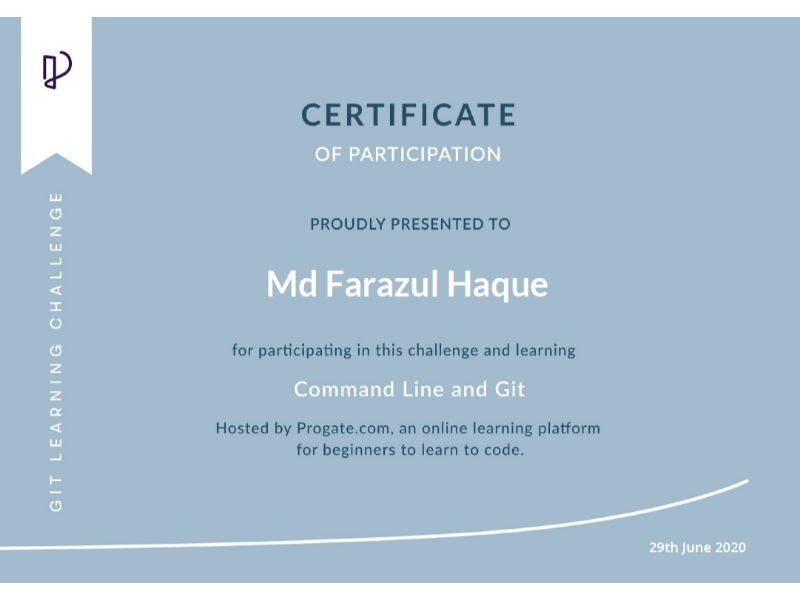 CERTIFICATE
OF PARTICIPATION
PROUDLY PRESENTED TO
Md Farazul Haque
for participating in this challenge and learning
Command Line and Git
Hosted by Progate.com, an online learning platform
for beginners to learn to code.
GIT LEARNING CHALLENGE
29th June 2020